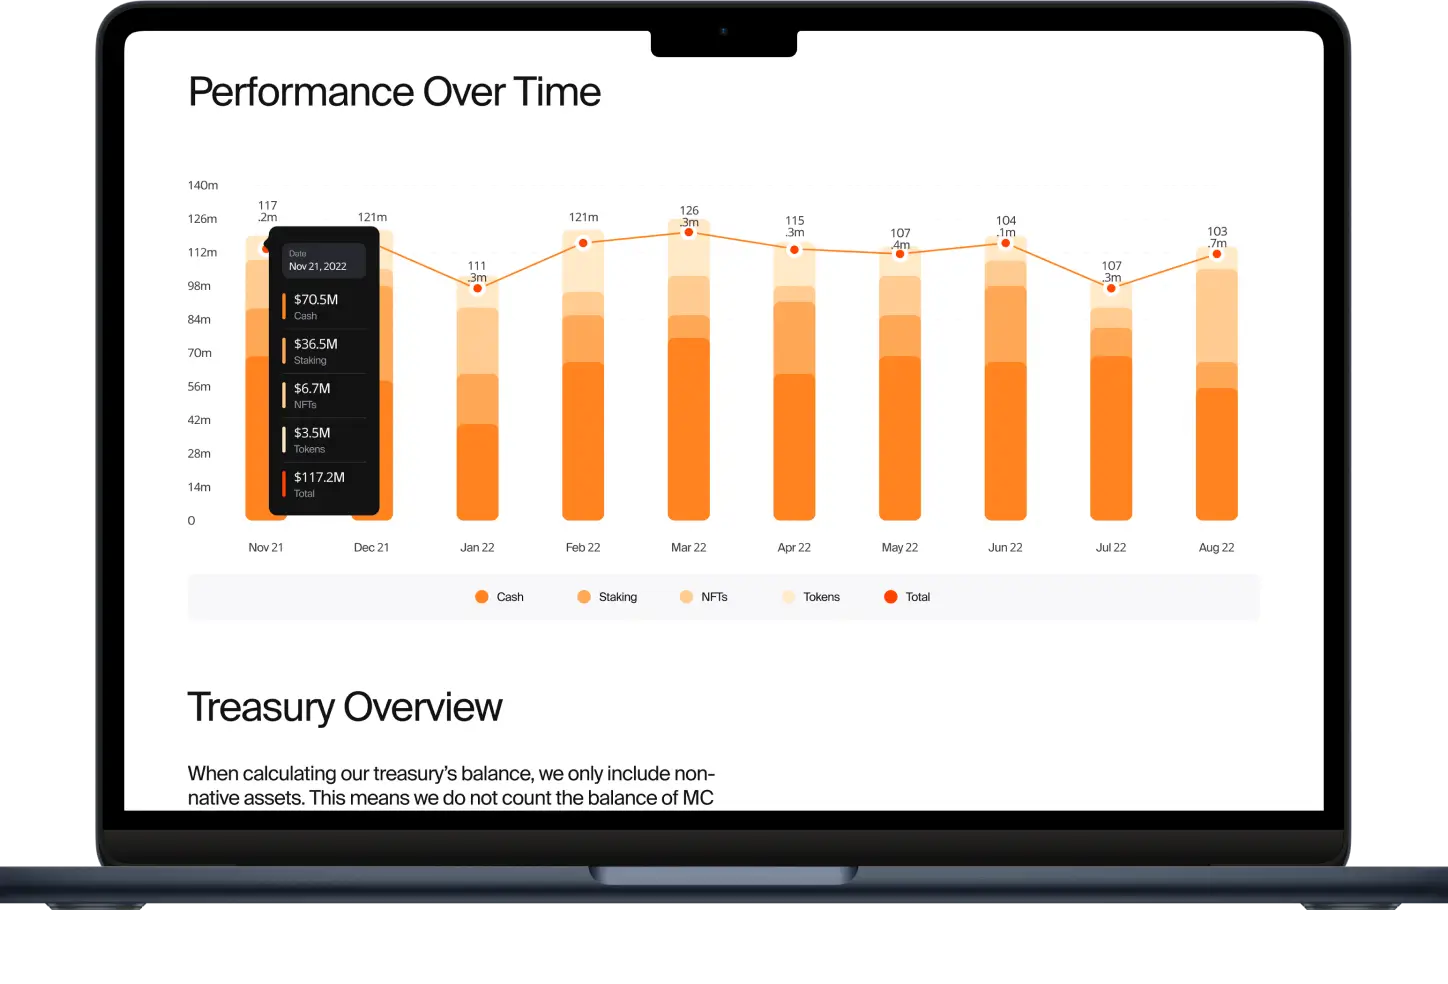 Performance Over Time
140m
126m
112m
98m
84m
70m
56m
42m
28m
14m
0
117
.2m
121m
111
.3m
121m
126
.3m
115
.3m
107
.4m
104
.1m
107
.3m
103
.7m
Date
Nov 21, 2022
$70.5M
Cash
$36.5M
Staking
$6.7M
NFTs
$3.5M
Tokens
$117.2M
Total
Nov 21
Dec 21
Jan 22
Feb 22
Mar 22
Apr 22
May 22
Jun 22
Jul 22
Aug 22
Cash
Staking
NFTs
Tokens
Total
Treasury Overview
When calculating our treasury's balance, we only include non-
native assets. This means we do not count the balance of MC